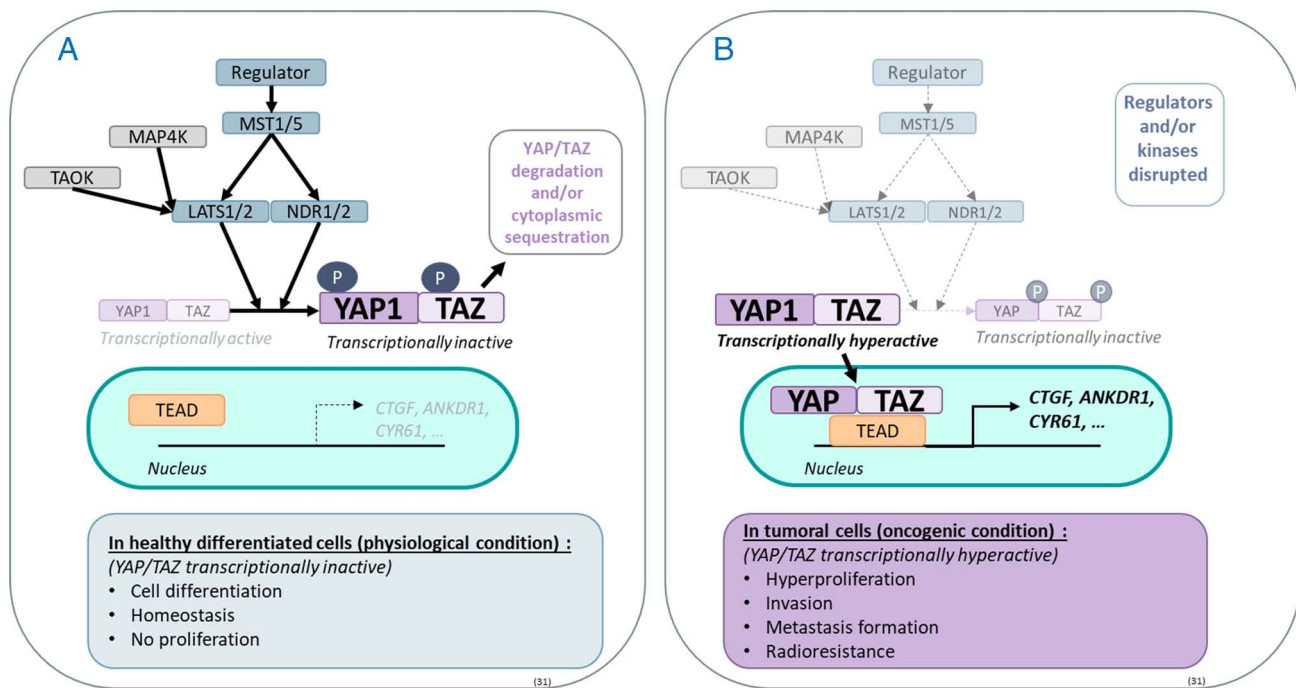 A
Regulator
MST1/5
MAP4K
TAOK
LATS1/2
NDR1/2
YAP/TAZ
degradation
and/or
cytoplasmic
sequestration
P
P
YAP1
TAZ
YAP1
TAZ
Transcriptionally active
Transcriptionally inactive
TEAD
CTGF, ANKDR1,
CYR61, ...
Nucleus
In healthy differentiated cells (physiological condition) :
(YAP/TAZ transcriptionally inactive)
• Cell differentiation
• Homeostasis
• No proliferation
(31)
B
Regulator
MST1/5
MAP4K
TAOK
LATS1/2
NDR1/2
Regulators
and/or
kinases
disrupted
P
P
YAP1
TAZ
YAP
TAZ
Transcriptionally hyperactive
Transcriptionally inactive
YAP
TAZ
TEAD
CTGF, ANKDR1,
CYR61, ...
Nucleus
In tumoral cells (oncogenic condition) :
(YAP/TAZ transcriptionally hyperactive)
• Hyperproliferation
• Invasion
• Metastasis formation
• Radioresistance
(31)